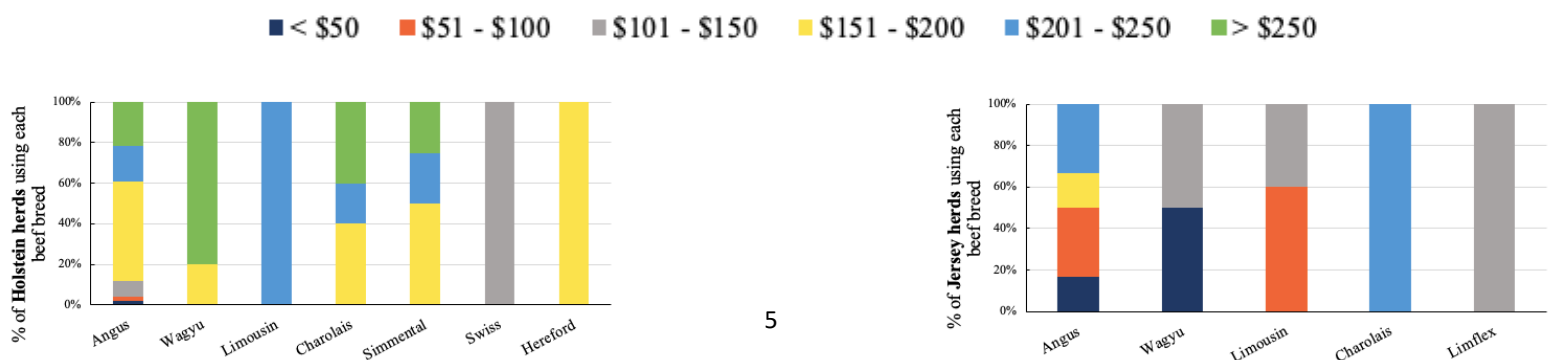 < $50 $51 - $100 $101 - $150 $151 - $200 $201 - $250 > $250
% of Holstein herds using each
beef breed
100%
80%
60%
40%
20%
0%
Angus Wagyu Limousin Charolais Simmental Swiss Hereford
5
% of Jersey herds using each
beef breed
100%
80%
60%
40%
20%
0%
Angus Wagyu Limousin Charolais Limflex